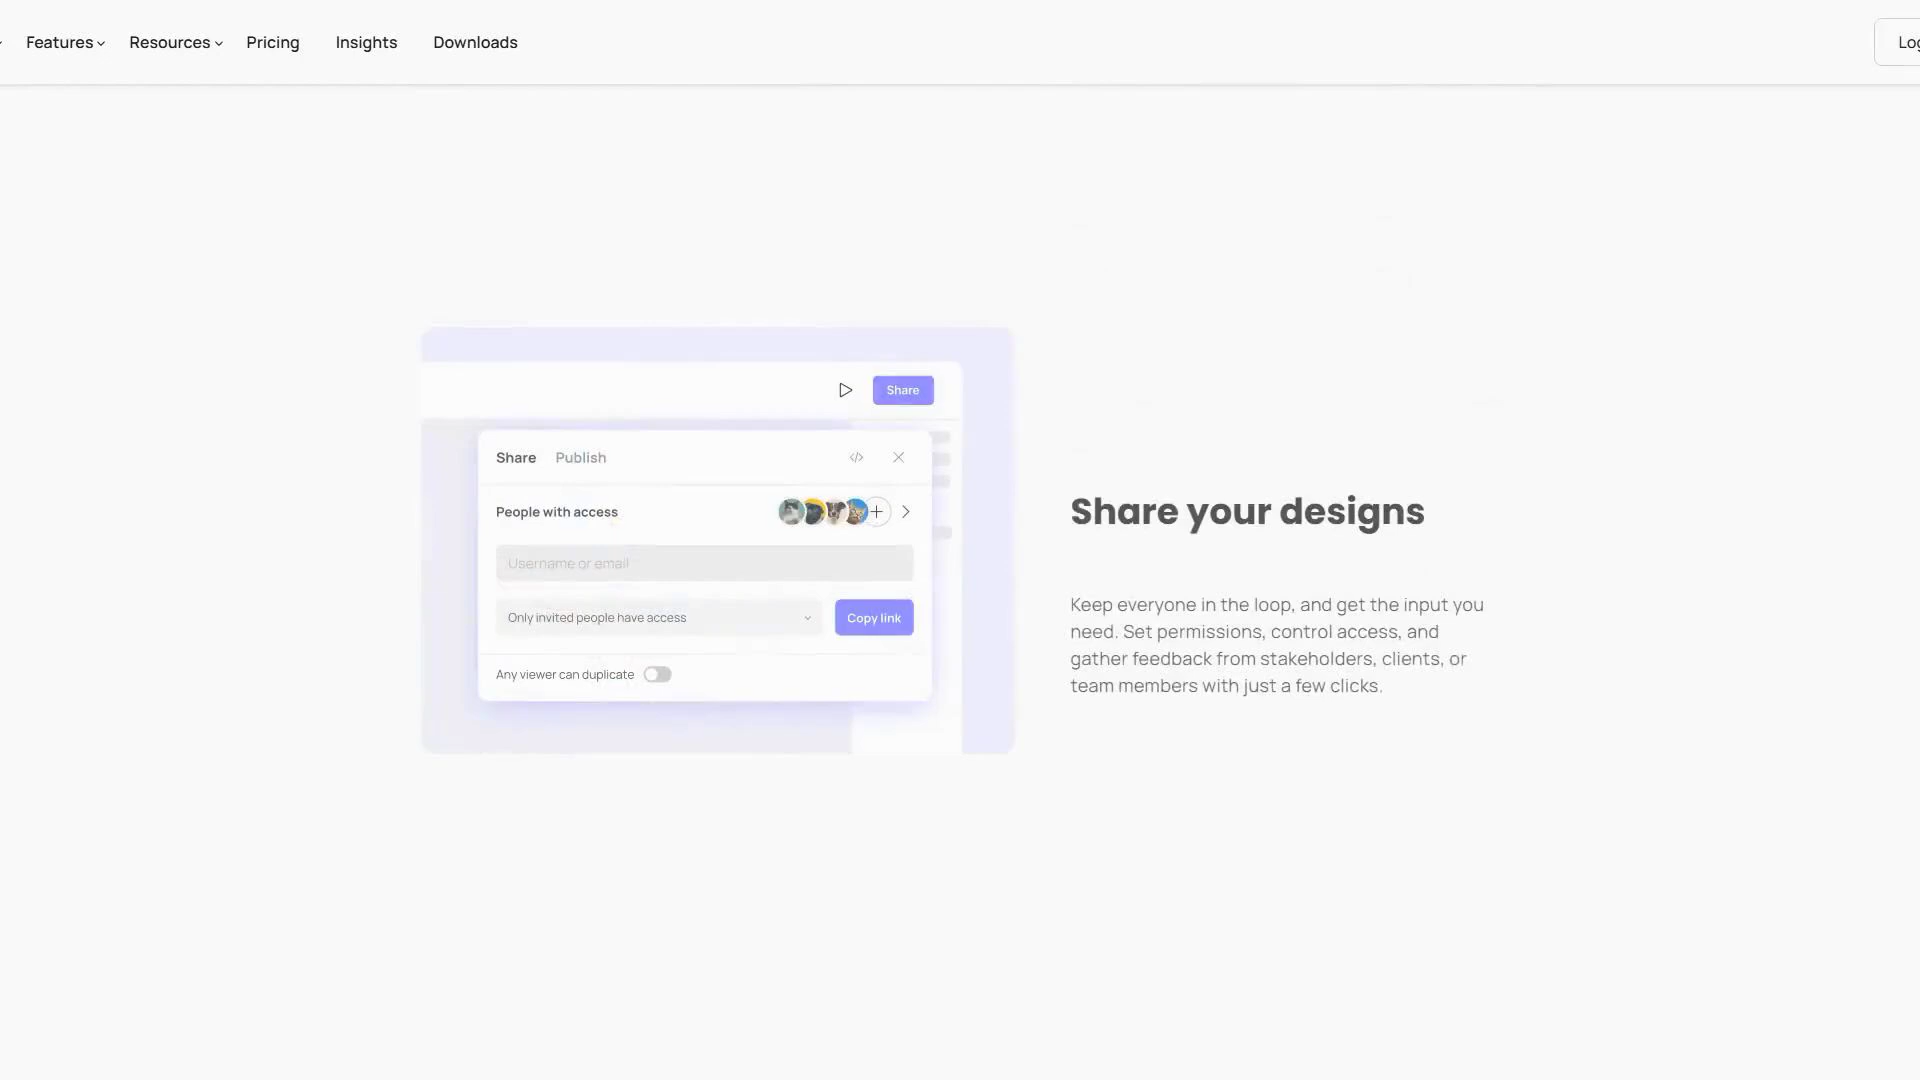 Features Resources Pricing Insights Downloads
Share
Share Publish
People with access
Username or email
Only invited people have access Copy link
Any viewer can duplicate
Share your designs
Keep everyone in the loop, and get the input you
need. Set permissions, control access, and
gather feedback from stakeholders, clients, or
team members with just a few clicks.